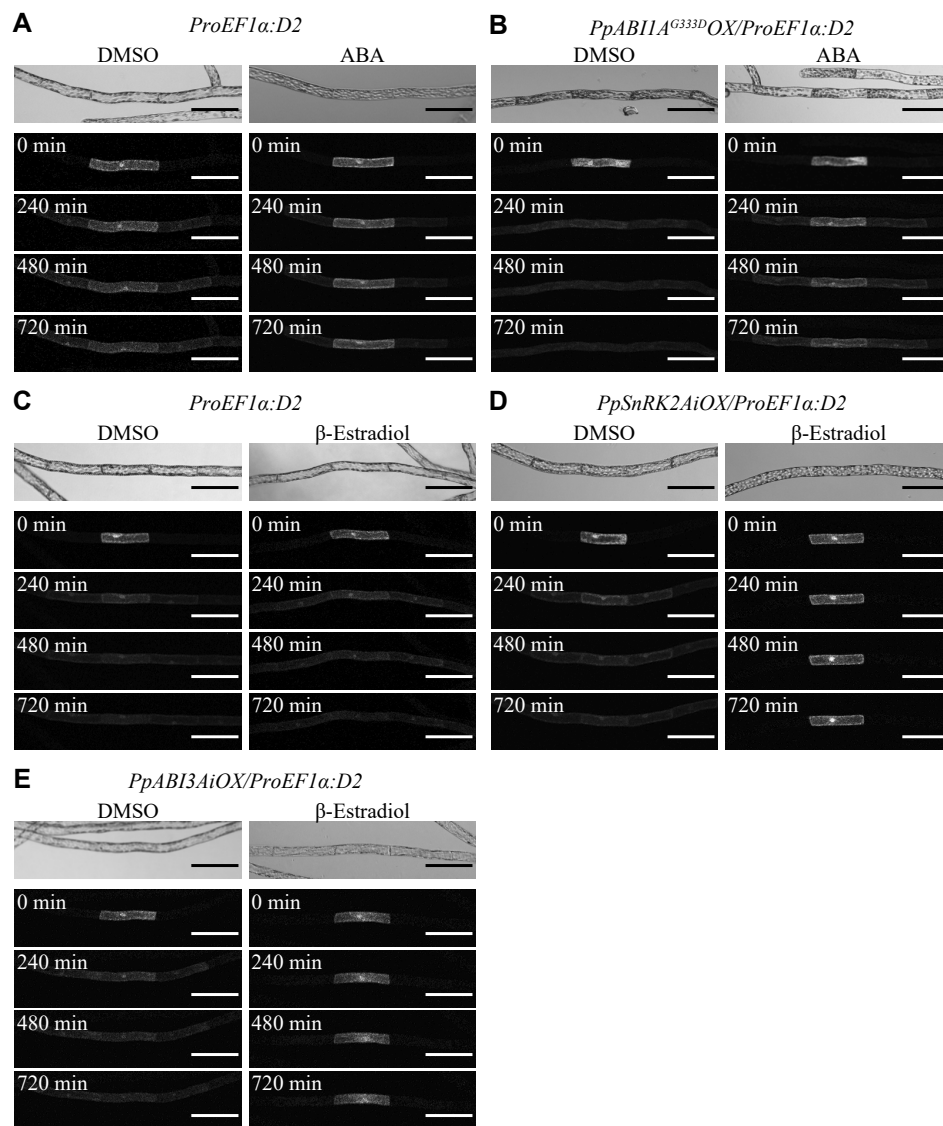 A
ProEF1α:D2
DMSO
ABA
0 min
0 min
240 min
240 min
480 min
480 min
720 min
720 min
B
PpABI1A^G333D OX/ProEF1α:D2
DMSO
ABA
0 min
0 min
240 min
240 min
480 min
480 min
720 min
720 min
C
ProEF1α:D2
DMSO
β-Estradiol
0 min
0 min
240 min
240 min
480 min
480 min
720 min
720 min
D
PpSnRK2AiOX/ProEF1α:D2
DMSO
β-Estradiol
0 min
0 min
240 min
240 min
480 min
480 min
720 min
720 min
E
PpABI3AiOX/ProEF1α:D2
DMSO
β-Estradiol
0 min
0 min
240 min
240 min
480 min
480 min
720 min
720 min